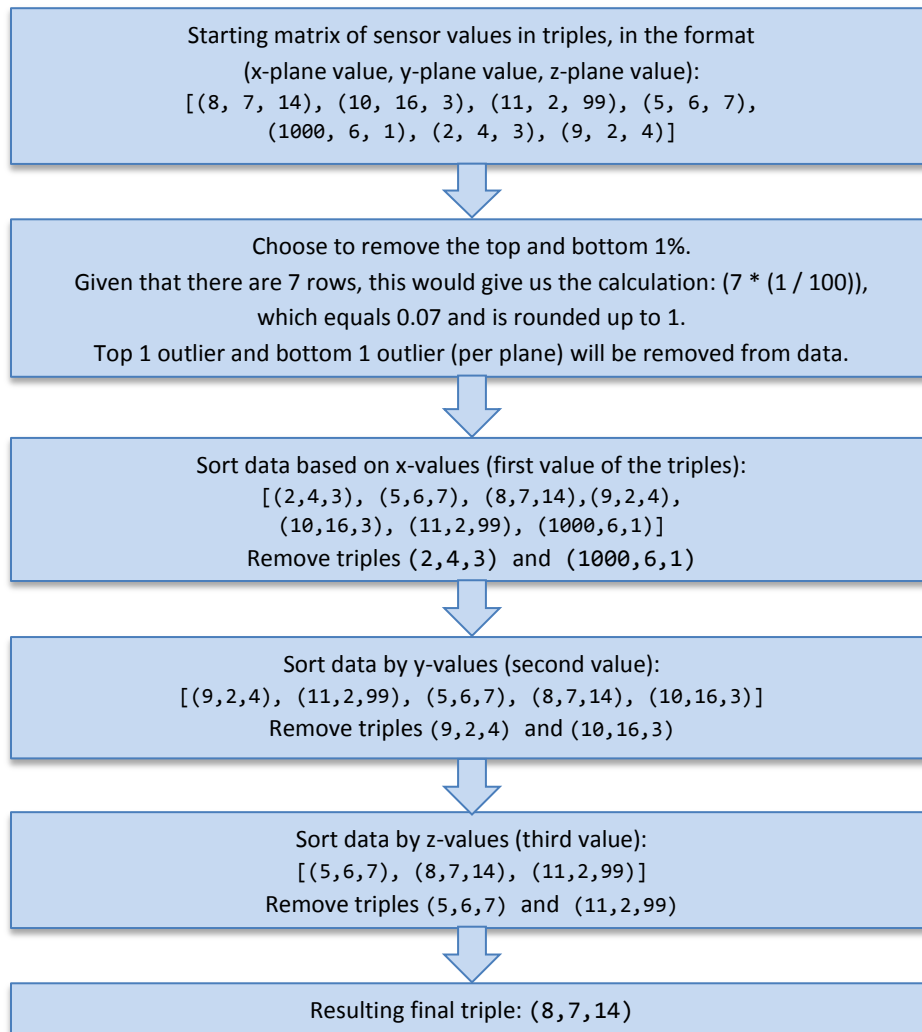 Starting matrix of sensor values in triples, in the format
(x-plane value, y-plane value, z-plane value):
[(8, 7, 14), (10, 16, 3), (11, 2, 99), (5, 6, 7),
(1000, 6, 1), (2, 4, 3), (9, 2, 4)]
Choose to remove the top and bottom 1%.
Given that there are 7 rows, this would give us the calculation: (7 * (1 / 100)),
which equals 0.07 and is rounded up to 1.
Top 1 outlier and bottom 1 outlier (per plane) will be removed from data.
Sort data based on x-values (first value of the triples):
[(2,4,3), (5,6,7), (8,7,14),(9,2,4),
(10,16,3), (11,2,99), (1000,6,1)]
Remove triples (2,4,3) and (1000,6,1)
Sort data by y-values (second value):
[(9,2,4), (11,2,99), (5,6,7), (8,7,14), (10,16,3)]
Remove triples (9,2,4) and (10,16,3)
Sort data by z-values (third value):
[(5,6,7), (8,7,14), (11,2,99)]
Remove triples (5,6,7) and (11,2,99)
Resulting final triple: (8,7,14)